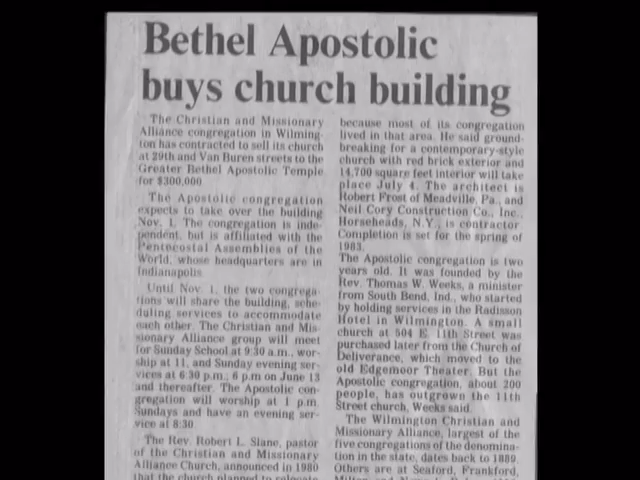 Bethel Apostolic
buys church building
The Christian and Missionary
Alliance congregation in Wilming-
ton has contracted to sell its church
at 29th and Van Buren streets to the
Greater Bethel Apostolic Temple
for $300,000.
The Apostolic congregation
expects to take over the building
Nov. 1. The congregation is inde-
pendent, but is affiliated with the
Pentecostal Assemblies of the
World, whose headquarters are in
Indianapolis.
Until Nov. 1, the two congrega-
tions will share the building, sche-
duling services to accommodate
each other. The Christian and Mis-
sionary Alliance group will meet
for Sunday School at 9:30 a.m., wor-
ship at 11, and Sunday evening ser-
vices at 6:30 p.m., 6 p.m on June 13
and thereafter. The Apostolic con-
gregation will worship at 1 p.m.
Sundays and have an evening ser-
vice at 8:30.
The Rev. Robert L. Slane, pastor
of the Christian and Missionary
Alliance Church, announced in 1980
that the church planned to relocate
because most of its congregation
lived in that area. He said ground-
breaking for a contemporary-style
church with red brick exterior and
14,700 square feet interior will take
place July 4. The architect is
Robert Frost of Meadville, Pa., and
Neil Cory Construction Co., Inc.,
Horseheads, N.Y., is contractor.
Completion is set for the spring of
1983.
The Apostolic congregation is two
years old. It was founded by the
Rev. Thomas W. Weeks, a minister
from South Bend, Ind., who started
by holding services in the Radisson
Hotel in Wilmington. A small
church at 504 E. 11th Street was
purchased later from the Church of
Deliverance, which moved to the
old Edgemoor Theater. But the
Apostolic congregation, about 200
people, has outgrown the 11th
Street church, Weeks said.
The Wilmington Christian and
Missionary Alliance, largest of the
five congregations of the denomina-
tion in the state, dates back to 1889.
Others are at Seaford, Frankford,